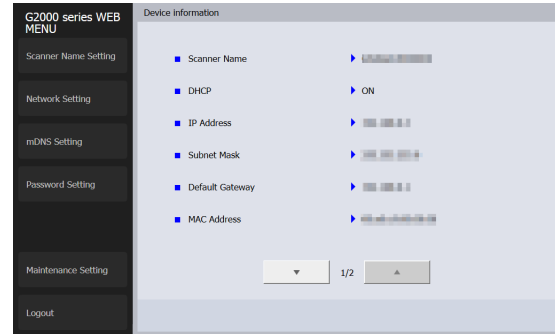 G2000 series WEB
MENU
Scanner Name Setting
Network Setting
mDNS Setting
Password Setting
Maintenance Setting
Logout
Device information
Scanner Name
DHCP ON
IP Address
Subnet Mask
Default Gateway
MAC Address
1/2